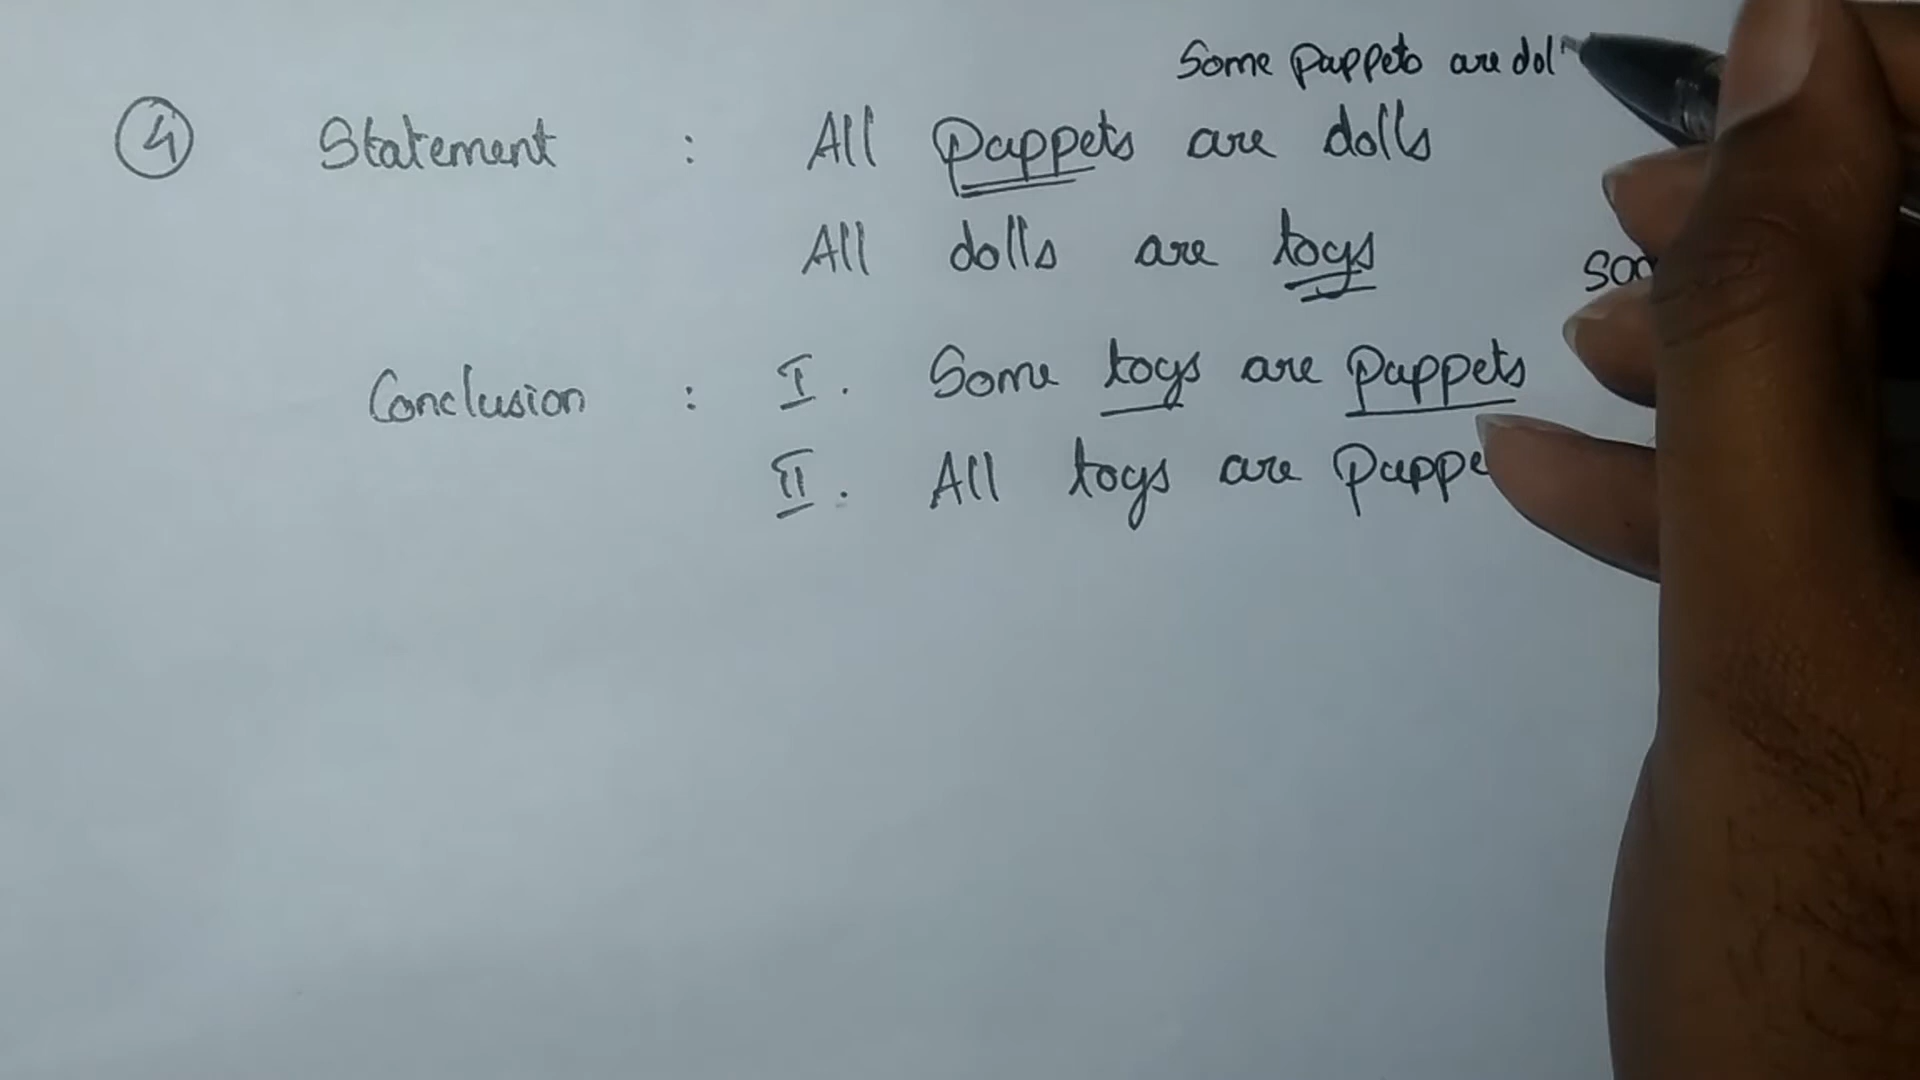 Some puppets are dol
4 Statement : All puppets are dolls
All dolls are toys
Conclusion : I. Some toys are puppets
II. All toys are puppe